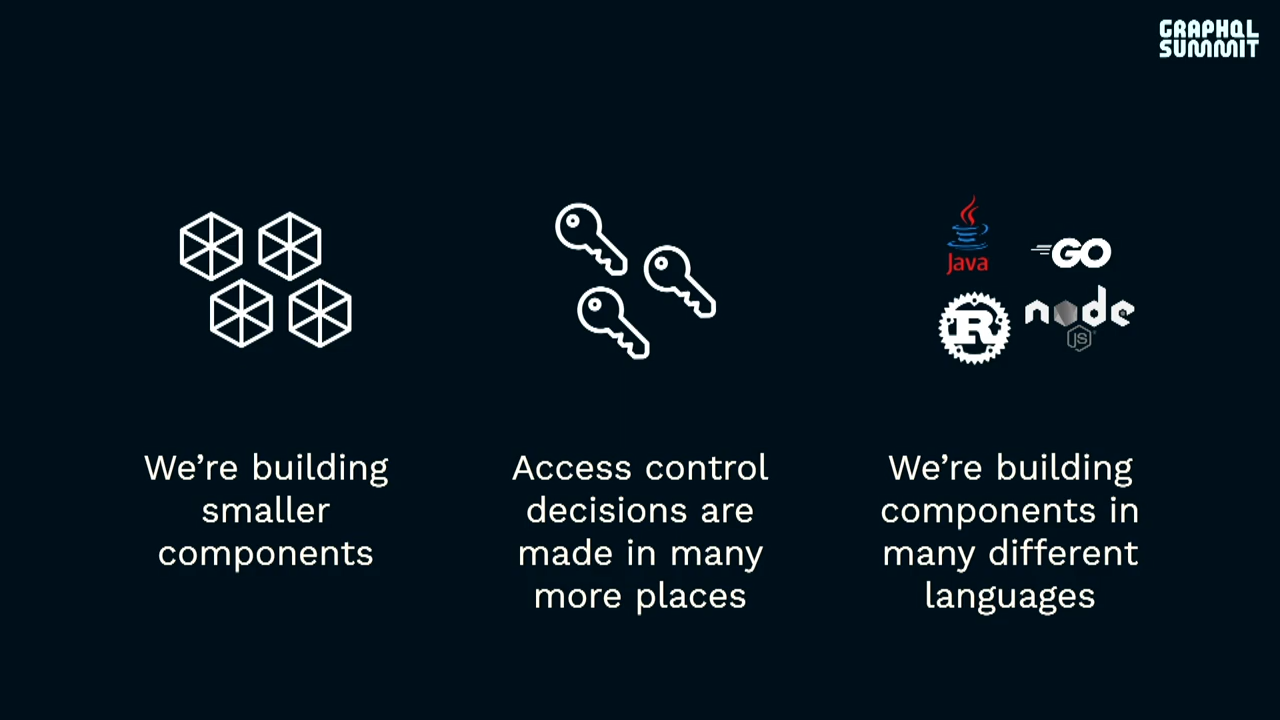 GRAPHQL
SUMMIT
Java
GO
R
node
JS
We’re building
smaller
components
Access control
decisions are
made in many
more places
We’re building
components in
many different
languages